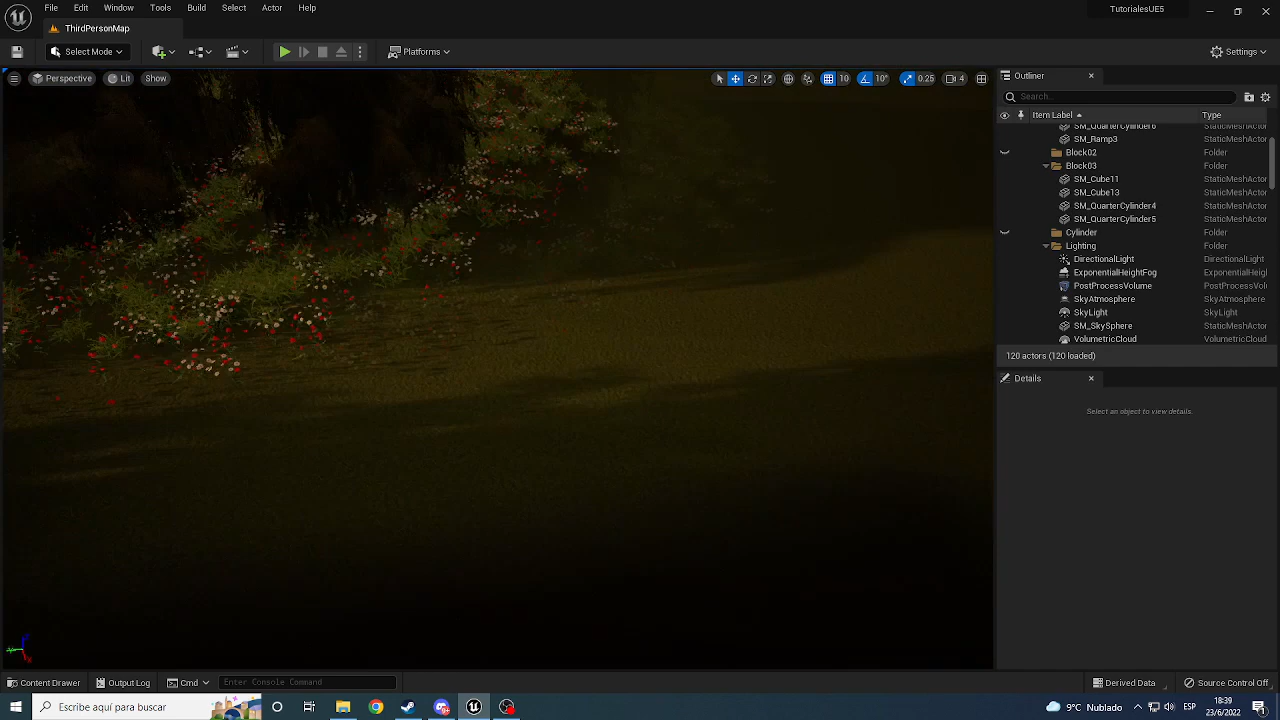 File Edit Window Tools Build Select Actor Help
TutorialesUE5
ThirdPersonMap
Select Mode
Platforms
Settings
Perspective Lit Show
10 10° 0.25 4
Outliner
Search...
Item Label Type
SM_QuarterCylinder6 StaticMeshActor
SM_Ramp3 StaticMeshActor
Block02 Folder
Block03 Folder
SM_Cube11 StaticMeshActor
SM_Cube13 StaticMeshActor
SM_QuarterCylinder4 StaticMeshActor
SM_QuarterCylinder5 StaticMeshActor
Cylinder Folder
Lighting Folder
DirectionalLight DirectionalLight
ExponentialHeightFog ExponentialHeigl
PostProcessVolume PostProcessVol
SkyAtmosphere SkyAtmosphere
SkyLight SkyLight
SM_SkySphere StaticMeshActor
VolumetricCloud VolumetricCloud
120 actors (120 loaded)
Details
Select an object to view details.
Content Drawer Output Log Cmd Enter Console Command
Derived Data Source Control Off
Escribe aquí para buscar
9°C Nublado ESP 18:39
23/6/2022